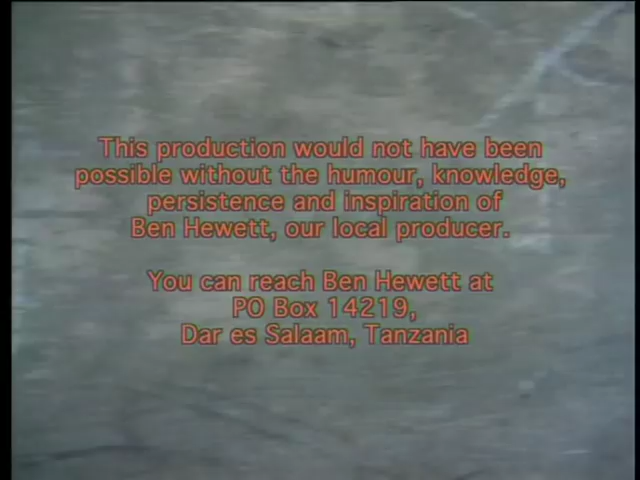 This production would not have been
possible without the humour, knowledge,
persistence and inspiration of
Ben Hewett, our local producer.
You can reach Ben Hewett at
PO Box 14219,
Dar es Salaam, Tanzania